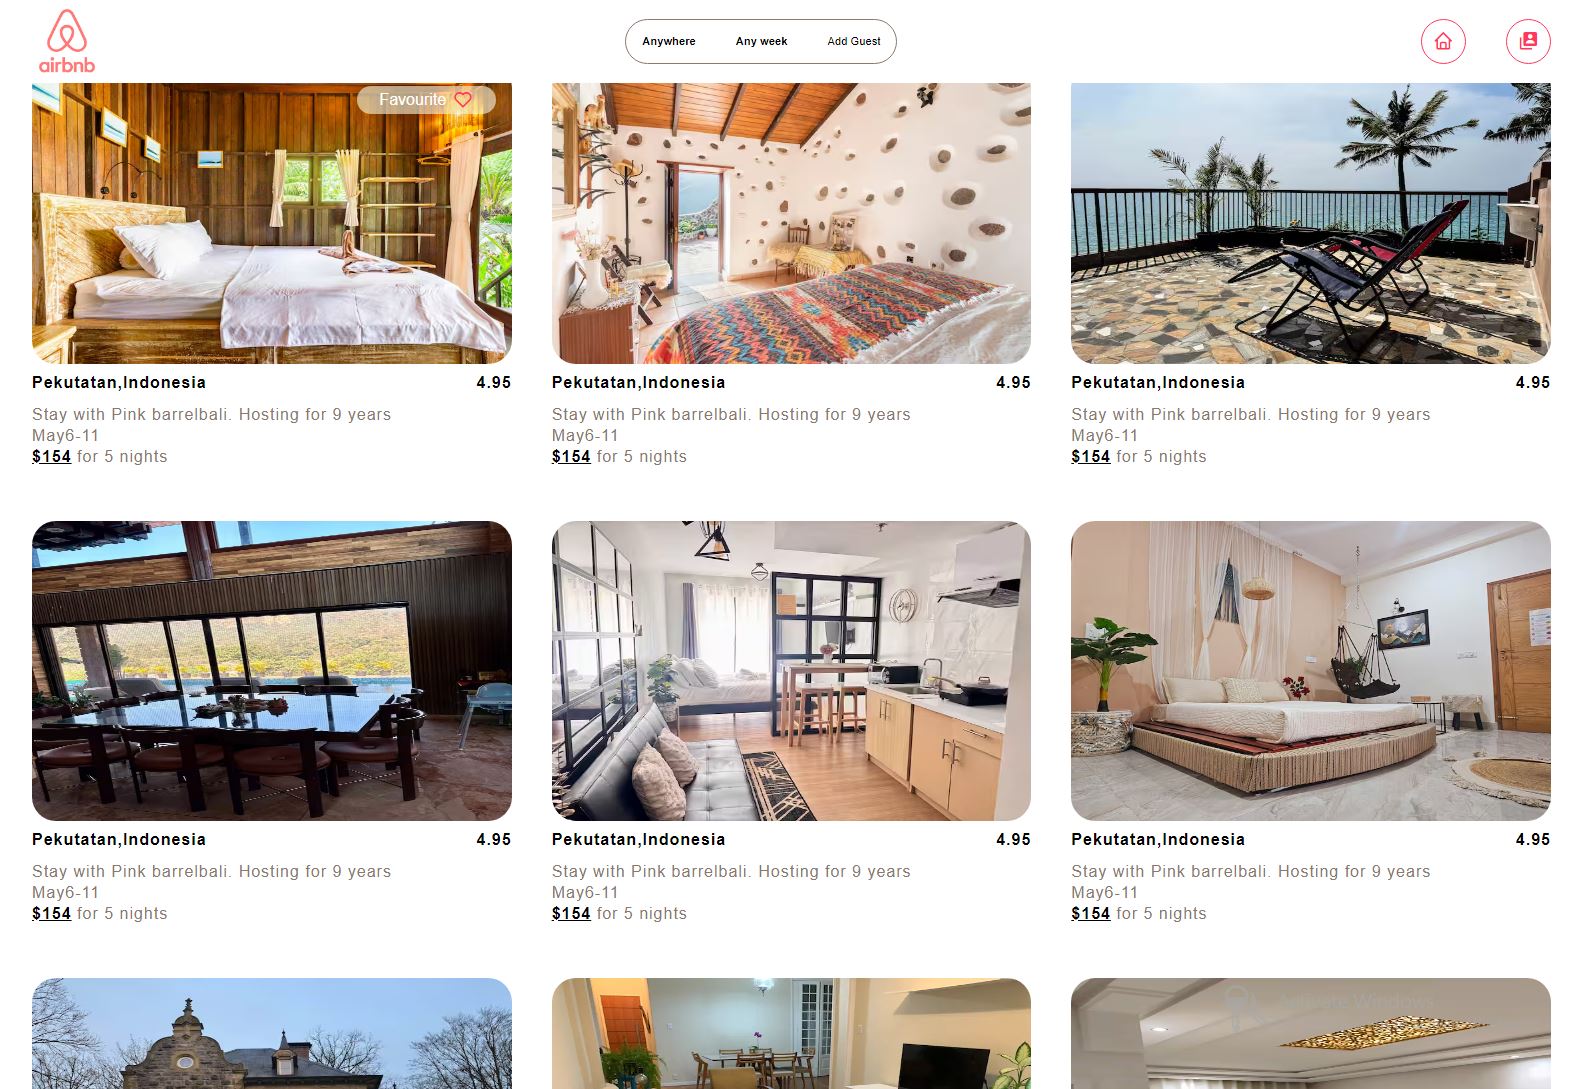 airbnb
Anywhere
Any week
Add Guest
Favourite
Pekutatan,Indonesia 4.95
Stay with Pink barrelbali. Hosting for 9 years
May6-11
$154 for 5 nights
Pekutatan,Indonesia 4.95
Stay with Pink barrelbali. Hosting for 9 years
May6-11
$154 for 5 nights
Pekutatan,Indonesia 4.95
Stay with Pink barrelbali. Hosting for 9 years
May6-11
$154 for 5 nights
Pekutatan,Indonesia 4.95
Stay with Pink barrelbali. Hosting for 9 years
May6-11
$154 for 5 nights
Pekutatan,Indonesia 4.95
Stay with Pink barrelbali. Hosting for 9 years
May6-11
$154 for 5 nights
Pekutatan,Indonesia 4.95
Stay with Pink barrelbali. Hosting for 9 years
May6-11
$154 for 5 nights
Activate Windows